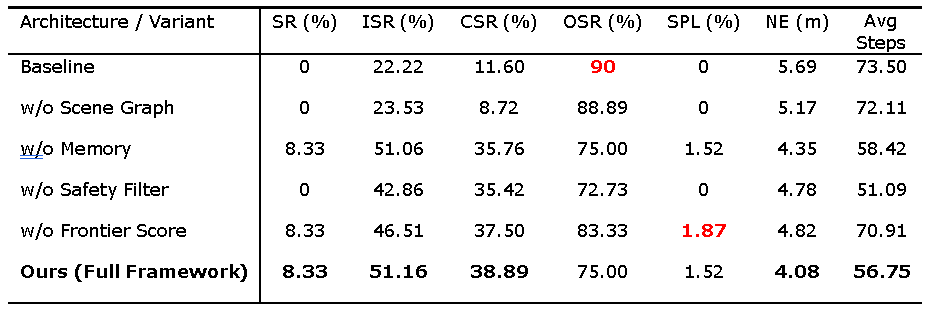 Architecture / Variant SR (%) ISR (%) CSR (%) OSR (%) SPL (%) NE (m) Avg Steps
Baseline 0 22.22 11.60 90 0 5.69 73.50
w/o Scene Graph 0 23.53 8.72 88.89 0 5.17 72.11
w/o Memory 8.33 51.06 35.76 75.00 1.52 4.35 58.42
w/o Safety Filter 0 42.86 35.42 72.73 0 4.78 51.09
w/o Frontier Score 8.33 46.51 37.50 83.33 1.87 4.82 70.91
Ours (Full Framework) 8.33 51.16 38.89 75.00 1.52 4.08 56.75